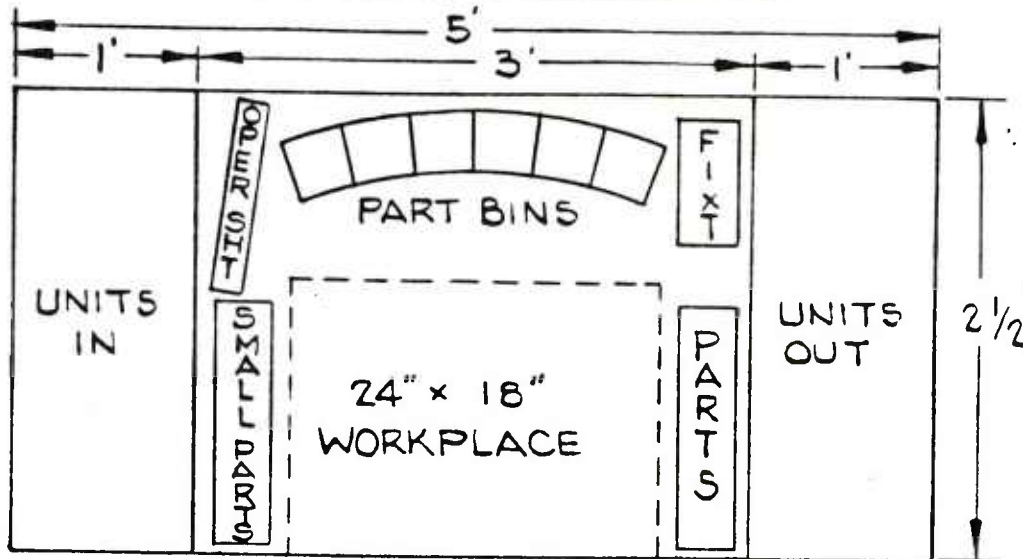 5'
1'
3'
1'
OPER SHT
FIXT
PART BINS
UNITS
IN
SMALL PARTS
24" x 18"
WORKPLACE
PARTS
UNITS
OUT
2 1/2